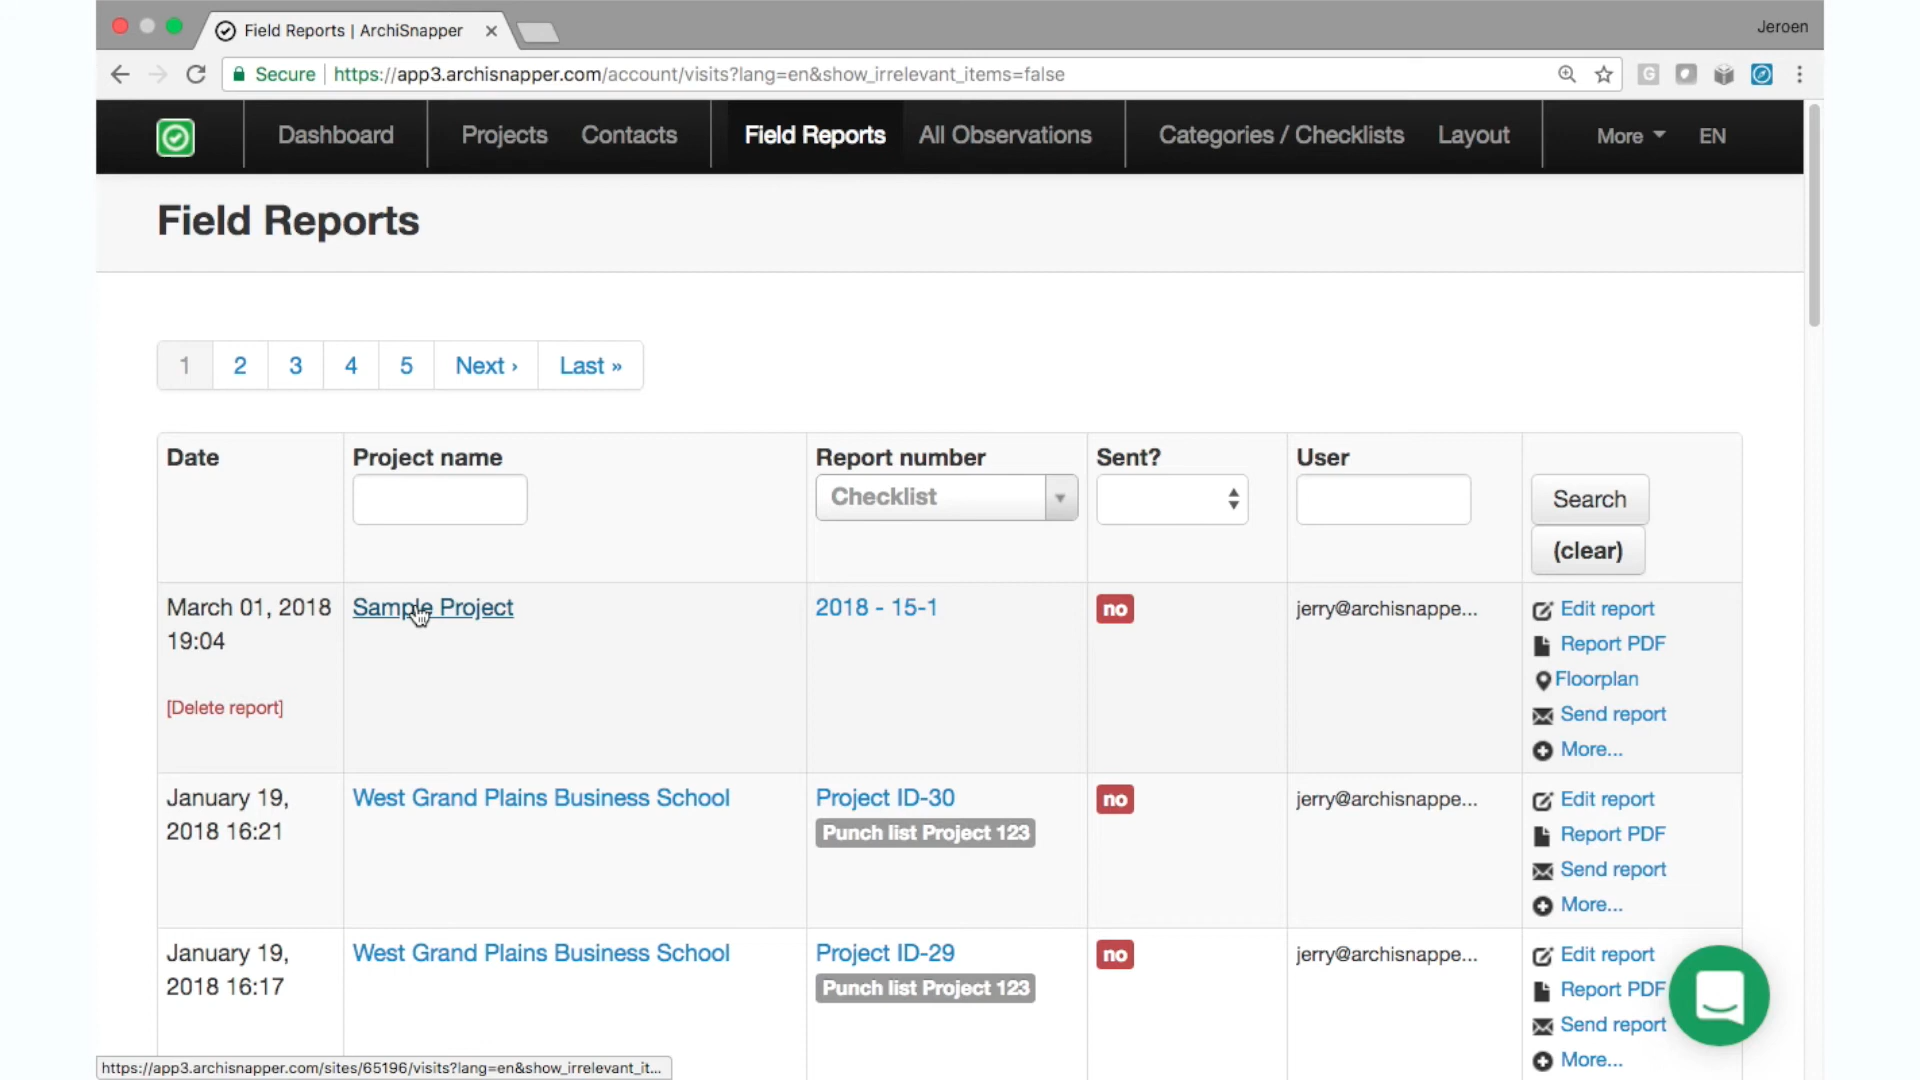 Field Reports | ArchiSnapper
Jeroen
Secure https://app3.archisnapper.com/account/visits?lang=en&show_irrelevant_items=false
Dashboard Projects Contacts Field Reports All Observations Categories / Checklists Layout More EN
Field Reports
1 2 3 4 5 Next › Last »
Date Project name Report number Sent? User
Checklist Search
(clear)
March 01, 2018 Sample Project 2018 - 15-1 no jerry@archisnappe... Edit report
19:04 Report PDF
Floorplan
[Delete report] Send report
More...
January 19, West Grand Plains Business School Project ID-30 no jerry@archisnappe... Edit report
2018 16:21 Punch list Project 123 Report PDF
Send report
More...
January 19, West Grand Plains Business School Project ID-29 no jerry@archisnappe... Edit report
2018 16:17 Punch list Project 123 Report PDF
Send report
More...
https://app3.archisnapper.com/sites/65196/visits?lang=en&show_irrelevant_it...